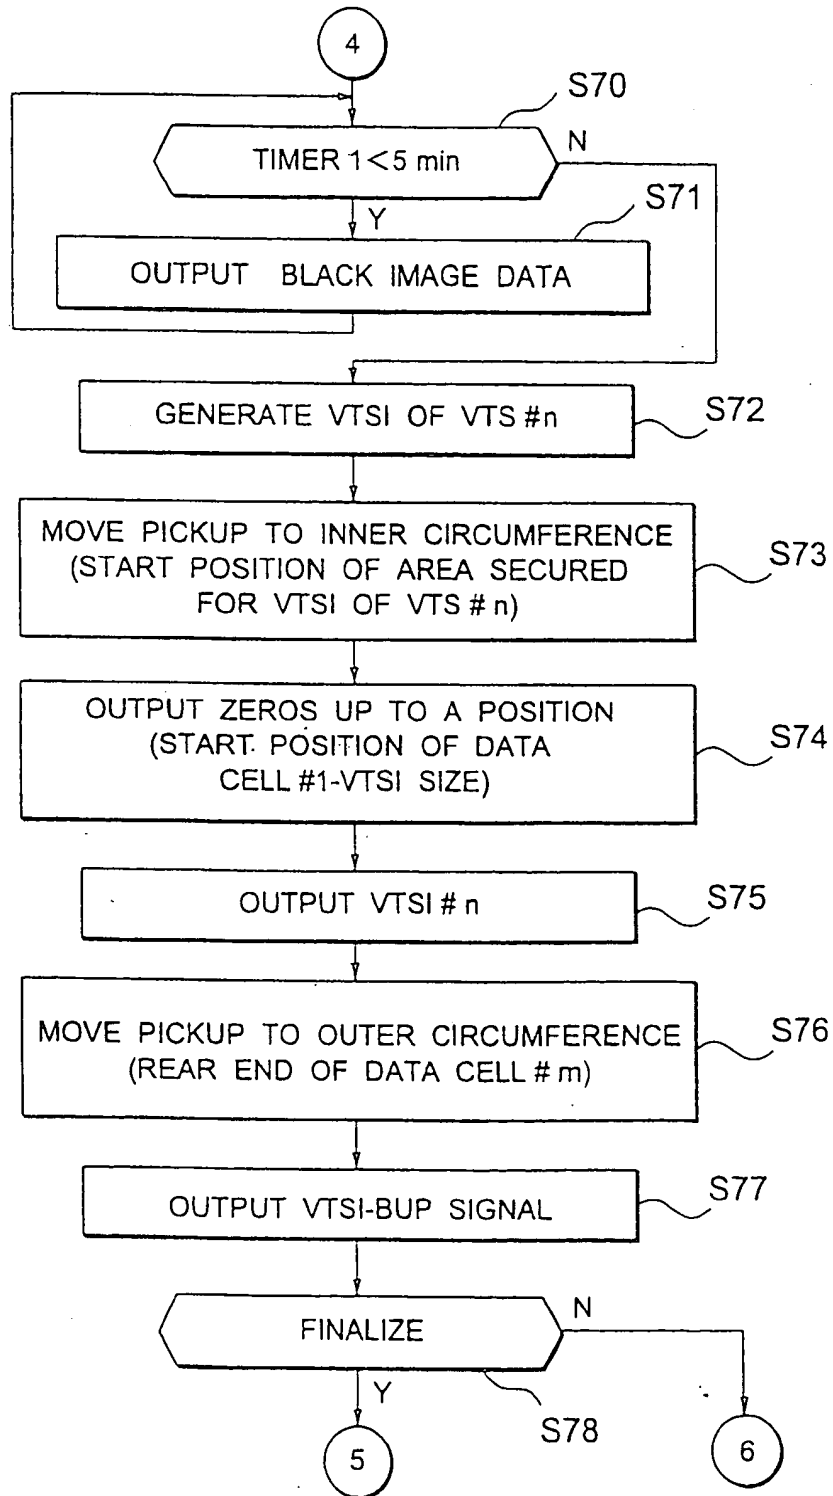 4
S70
TIMER 1<5 min
N
Y
S71
OUTPUT BLACK IMAGE DATA
GENERATE VTSI OF VTS #n
S72
MOVE PICKUP TO INNER CIRCUMFERENCE
(START POSITION OF AREA SECURED
FOR VTSI OF VTS # n)
S73
OUTPUT ZEROS UP TO A POSITION
(START POSITION OF DATA
CELL #1-VTSI SIZE)
S74
OUTPUT VTSI # n
S75
MOVE PICKUP TO OUTER CIRCUMFERENCE
(REAR END OF DATA CELL # m)
S76
OUTPUT VTSI-BUP SIGNAL
S77
FINALIZE
N
Y
S78
5
6